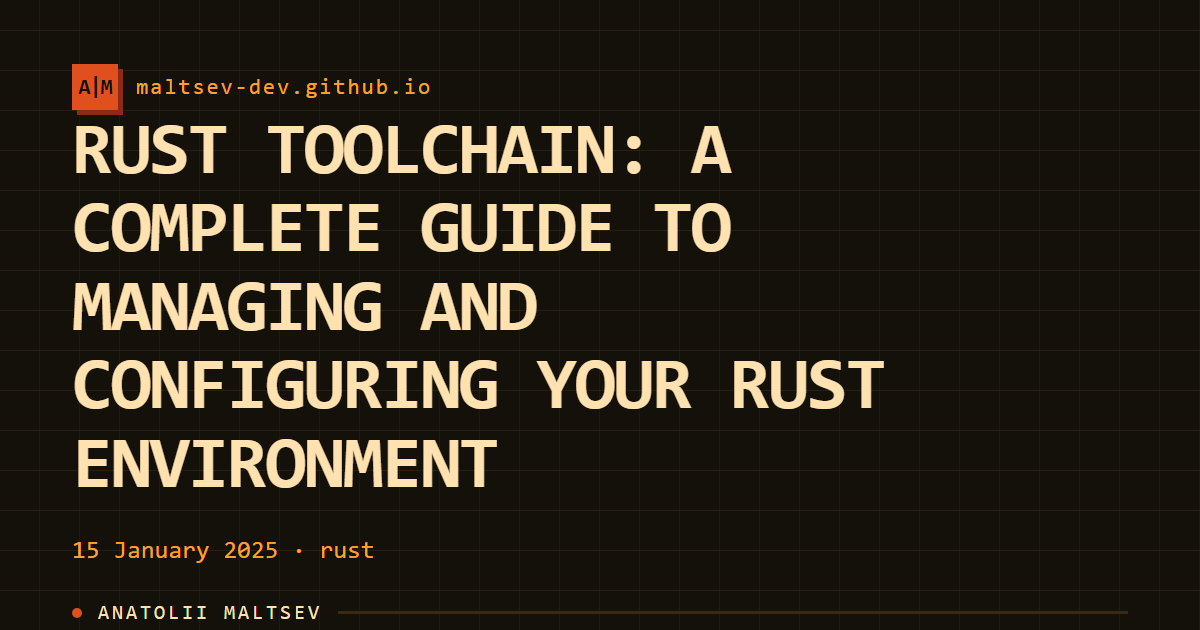 A|M maltsev-dev.github.io
RUST TOOLCHAIN: A
COMPLETE GUIDE TO
MANAGING AND
CONFIGURING YOUR RUST
ENVIRONMENT
15 January 2025 · rust
ANATOLII MALTSEV